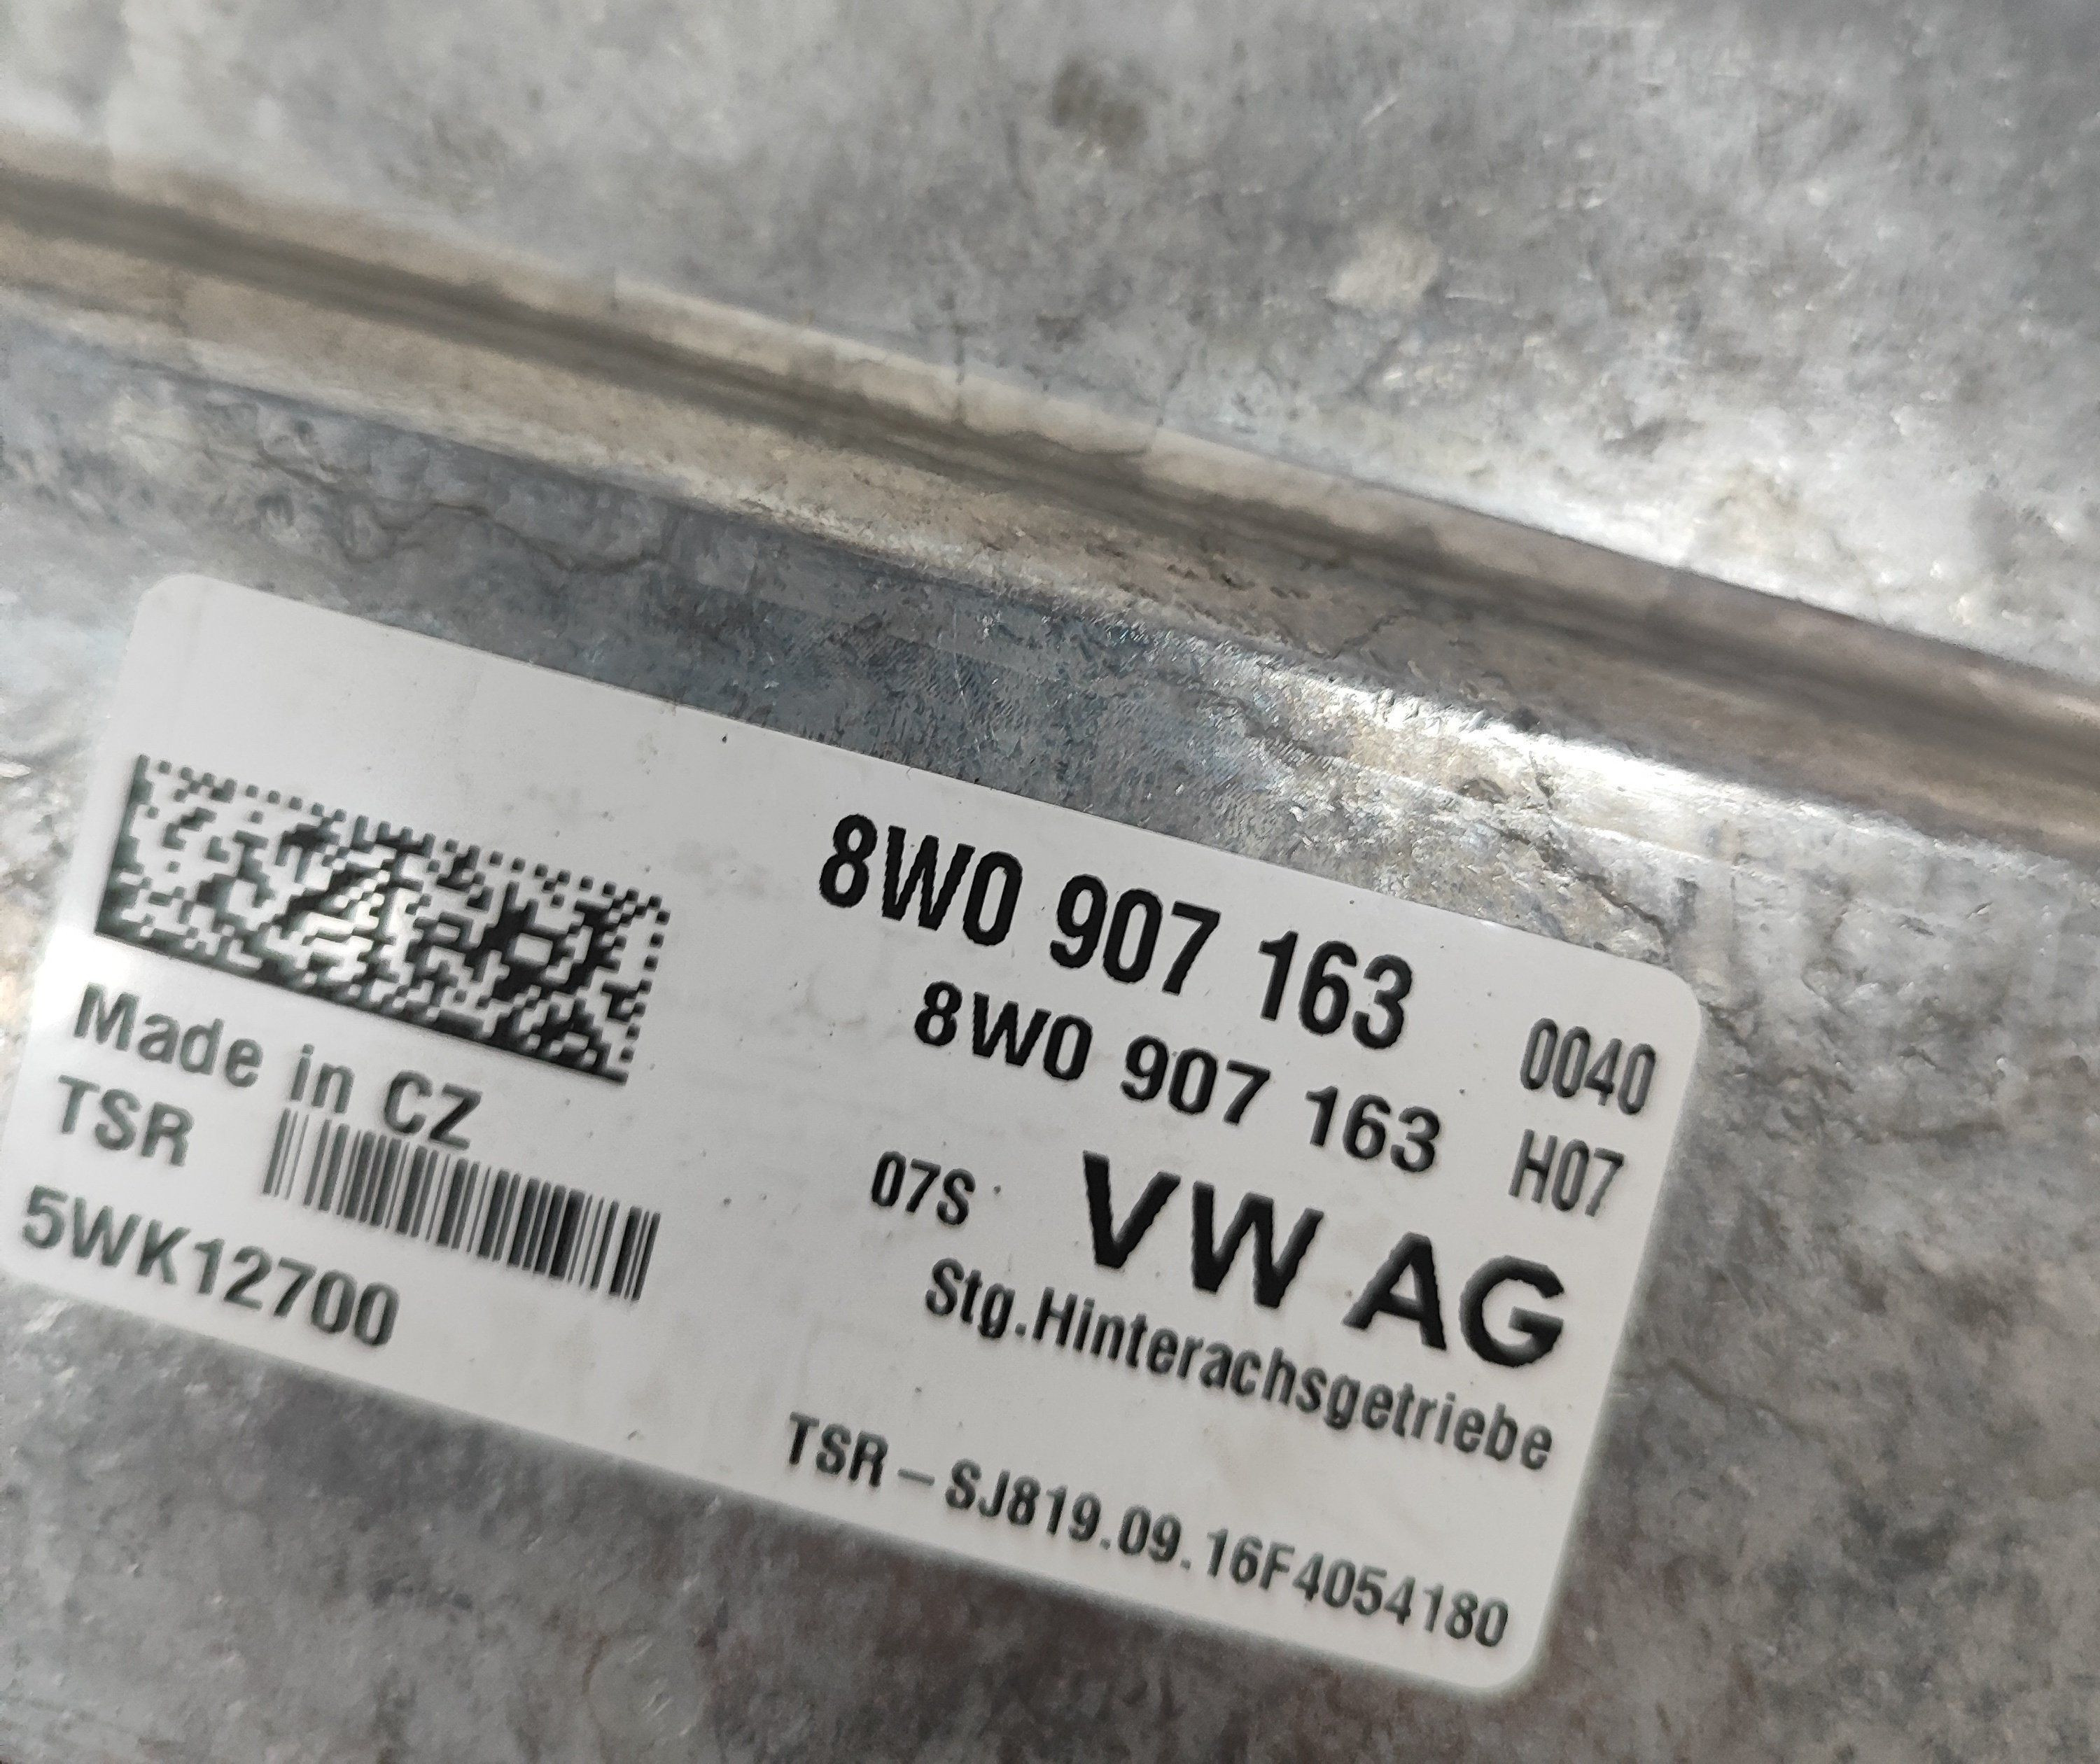 8W0 907 163 0040
8W0 907 163 H07
07S VW AG
Stg.Hinterachsgetriebe
TSR – SJ819.09.16F4054180
Made in CZ
TSR
5WK12700